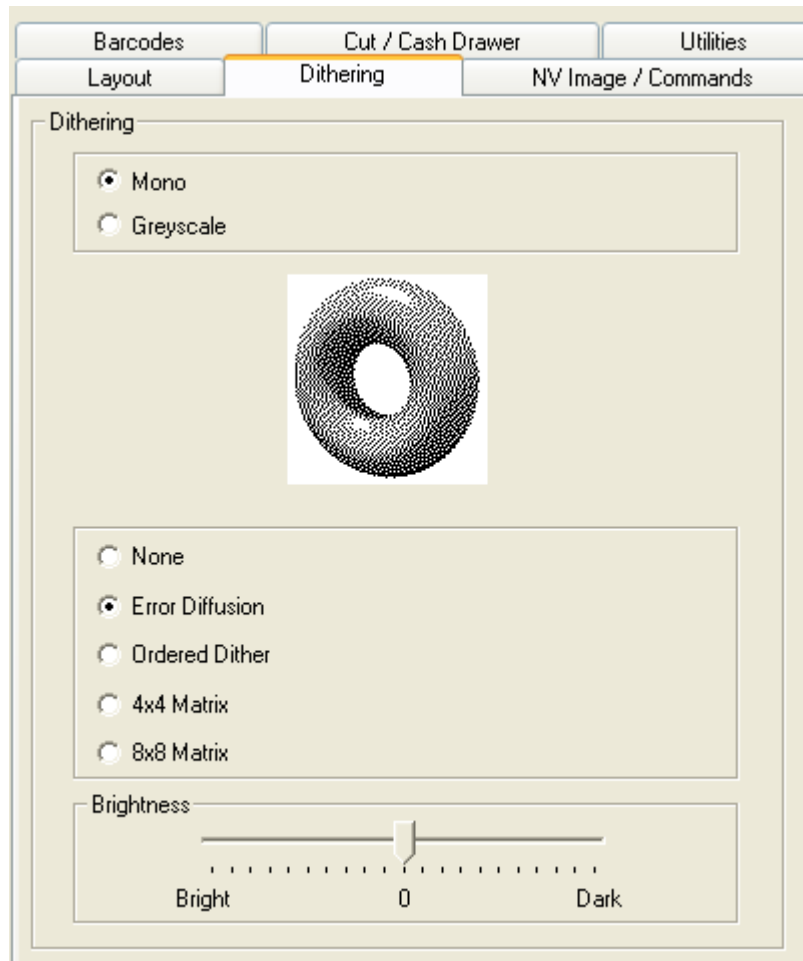 Barcodes Cut / Cash Drawer Utilities
Layout Dithering NV Image / Commands
Dithering
Mono
Greyscale
None
Error Diffusion
Ordered Dither
4x4 Matrix
8x8 Matrix
Brightness
Bright 0 Dark